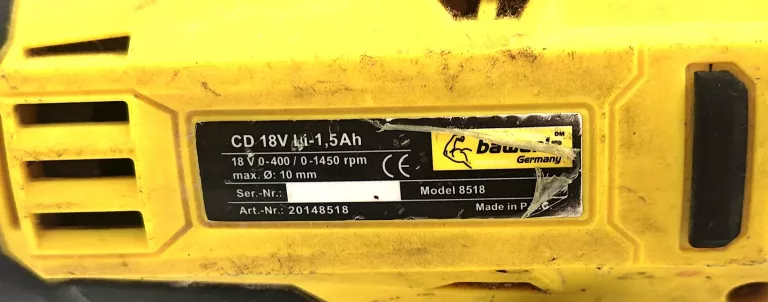 CD 18V Li-1,5Ah
18 V 0-400 / 0-1450 rpm
max. Ø: 10 mm
CE
DM
Germany
Ser.-Nr.:
Model 8518
Art.-Nr.: 20148518
Made in